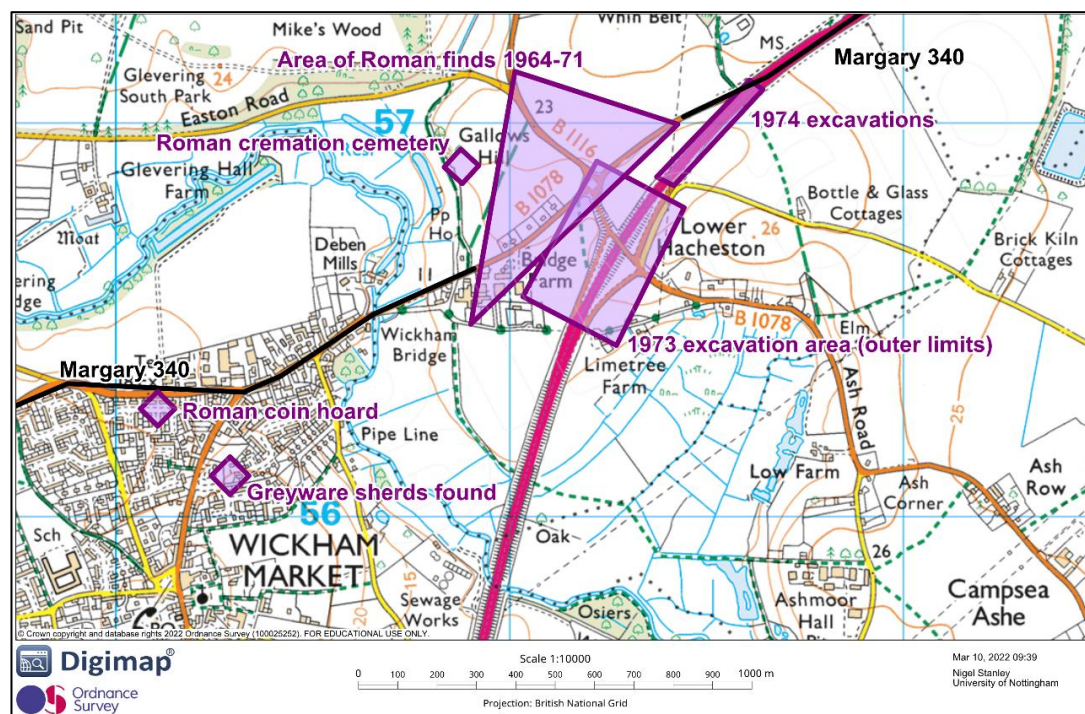 Sand Pit
Mike's Wood
Whin Belt
MS
Margary 340
Area of Roman finds 1964-71
Glevering
South Park
24
Easton Road
57
23
Roman cremation cemetery
Gallows
Hill
B 1116
1974 excavations
Glevering Hall
Farm
Moat
B 1078
Pp
Ho
Deben
Mills
11
Bridge
Farm
Lower
Hacheston
26
Bottle & Glass
Cottages
Brick Kiln
Cottages
Wickham
Bridge
B 1078
Elm
1973 excavation area (outer limits)
Limetree
Farm
Margary 340
Roman coin hoard
Pipe Line
Ash Road
25
Greyware sherds found
Low Farm
Ash
Corner
Ash
Row
56
Sch
WICKHAM
MARKET
Oak
26
15
20
Sewage
Works
Osiers
Ashmoor
Hall
Campsea
Ashe
© Crown copyright and database rights 2022 Ordnance Survey (100025252). FOR EDUCATIONAL USE ONLY.
Digimap®
Ordnance
Survey
Scale 1:10000
0 100 200 300 400 500 600 700 800 900 1000 m
Projection: British National Grid
Mar 10, 2022 09:39
Nigel Stanley
University of Nottingham